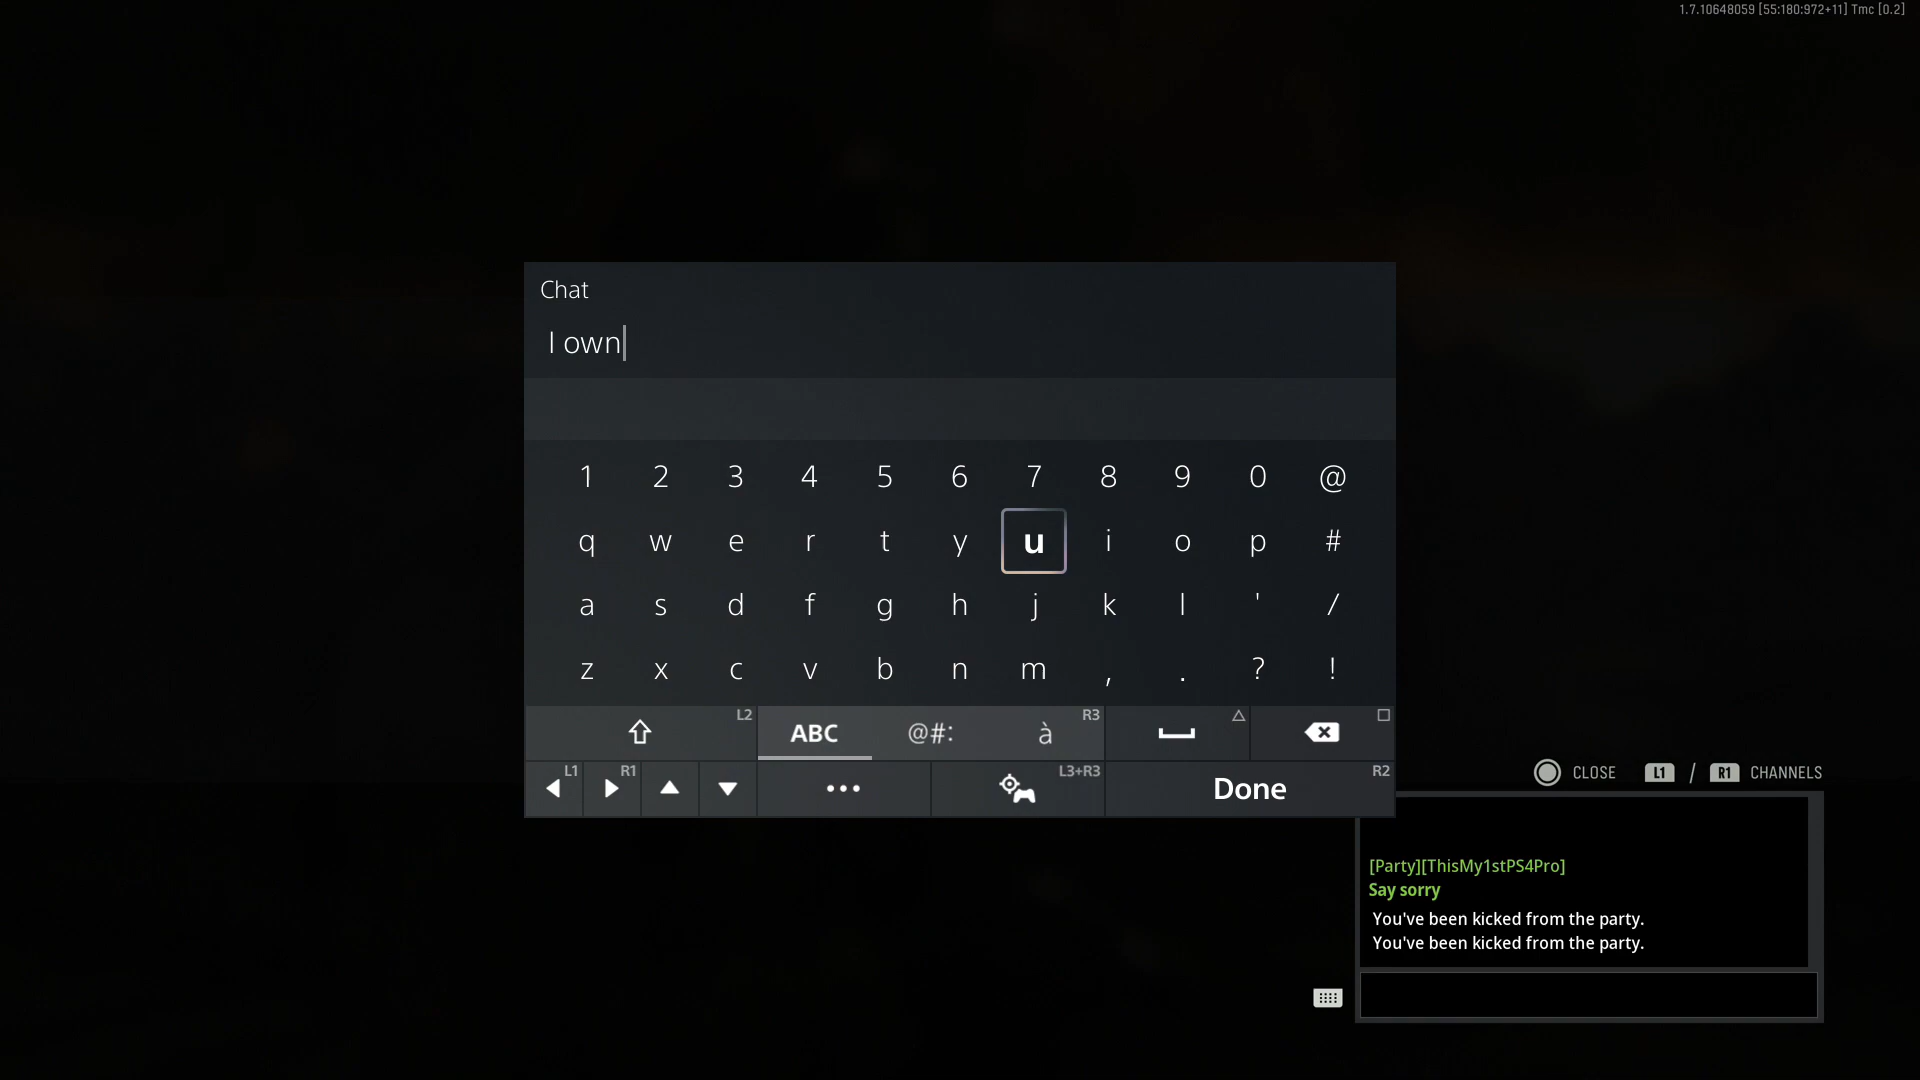 1.7.10648059 [55:180:972+11] Tmc [0.2]
Chat
I own
1 2 3 4 5 6 7 8 9 0 @
q w e r t y u i o p #
a s d f g h j k l ' /
z x c v b n m , . ? !
L2 ABC @#: à R3
L1 R1 ... L3+R3 Done R2
CLOSE L1 / R1 CHANNELS
[Party][ThisMy1stPS4Pro]
Say sorry
You've been kicked from the party.
You've been kicked from the party.